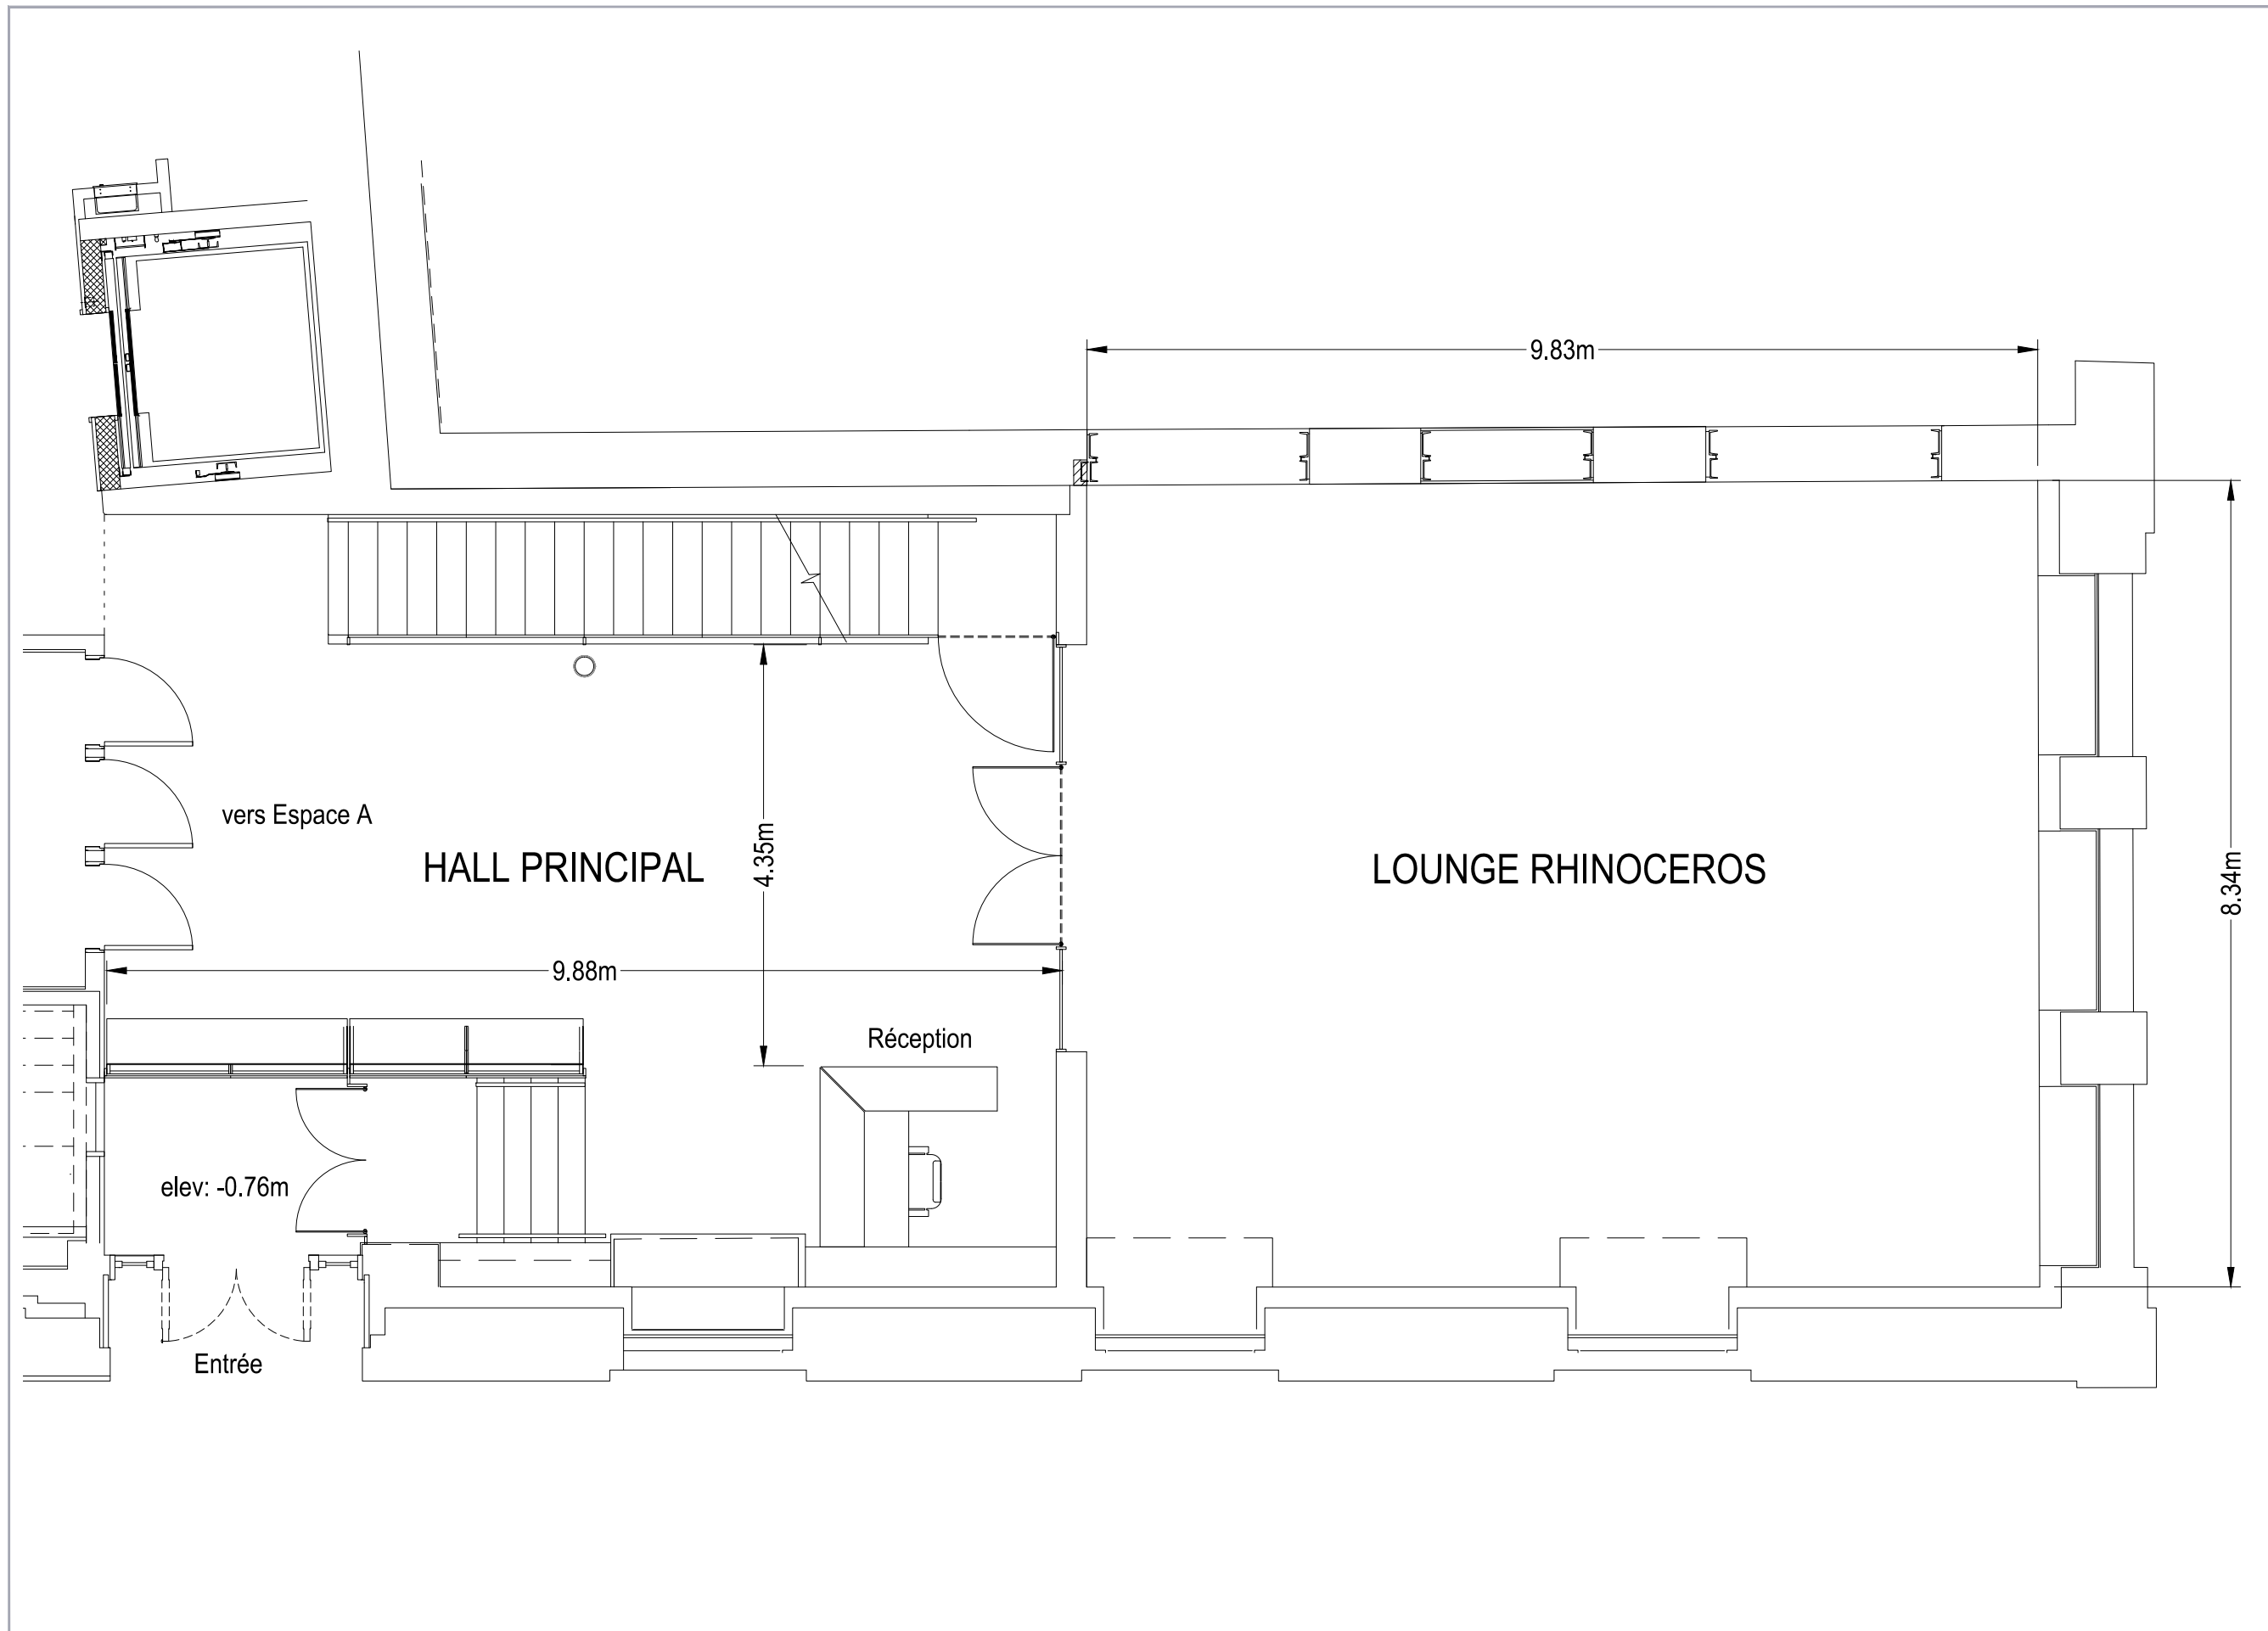 9.83m
vers Espace A
HALL PRINCIPAL
4.35m
LOUNGE RHINOCEROS
8.34m
9.88m
Réception
elev: -0.76m
Entrée